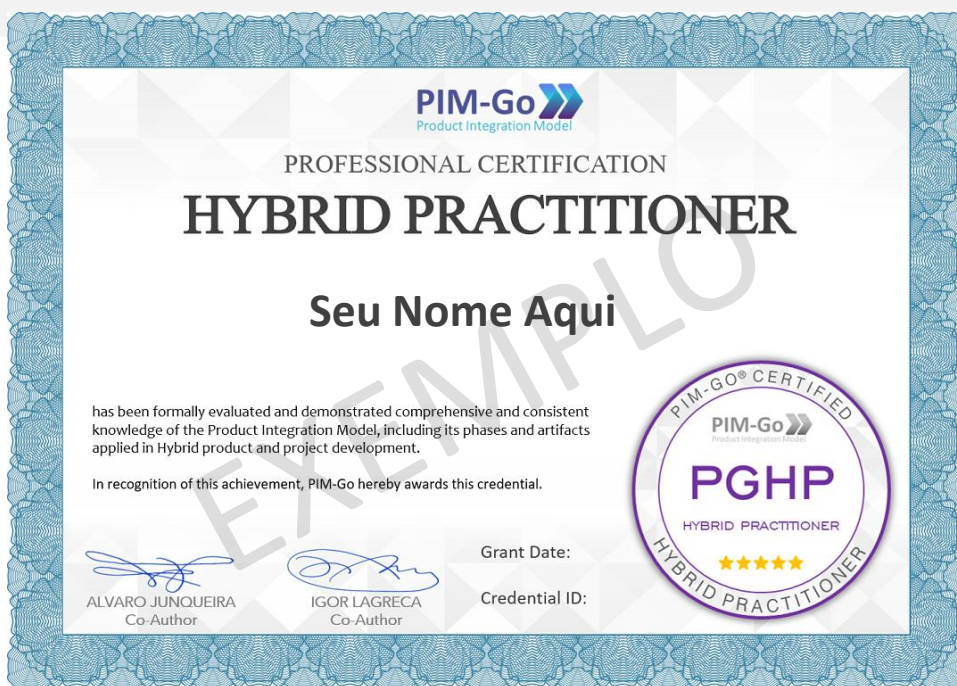 PIM-Go
Product Integration Model
PROFESSIONAL CERTIFICATION
HYBRID PRACTITIONER
Seu Nome Aqui
EXEMPLO
has been formally evaluated and demonstrated comprehensive and consistent
knowledge of the Product Integration Model, including its phases and artifacts
applied in Hybrid product and project development.
In recognition of this achievement, PIM-Go hereby awards this credential.
ALVARO JUNQUEIRA
Co-Author
IGOR LAGRECA
Co-Author
Grant Date:
Credential ID:
PIM-GO® CERTIFIED
PIM-Go
Product Integration Model
PGHP
HYBRID PRACTITIONER
HYBRID PRACTITIONER